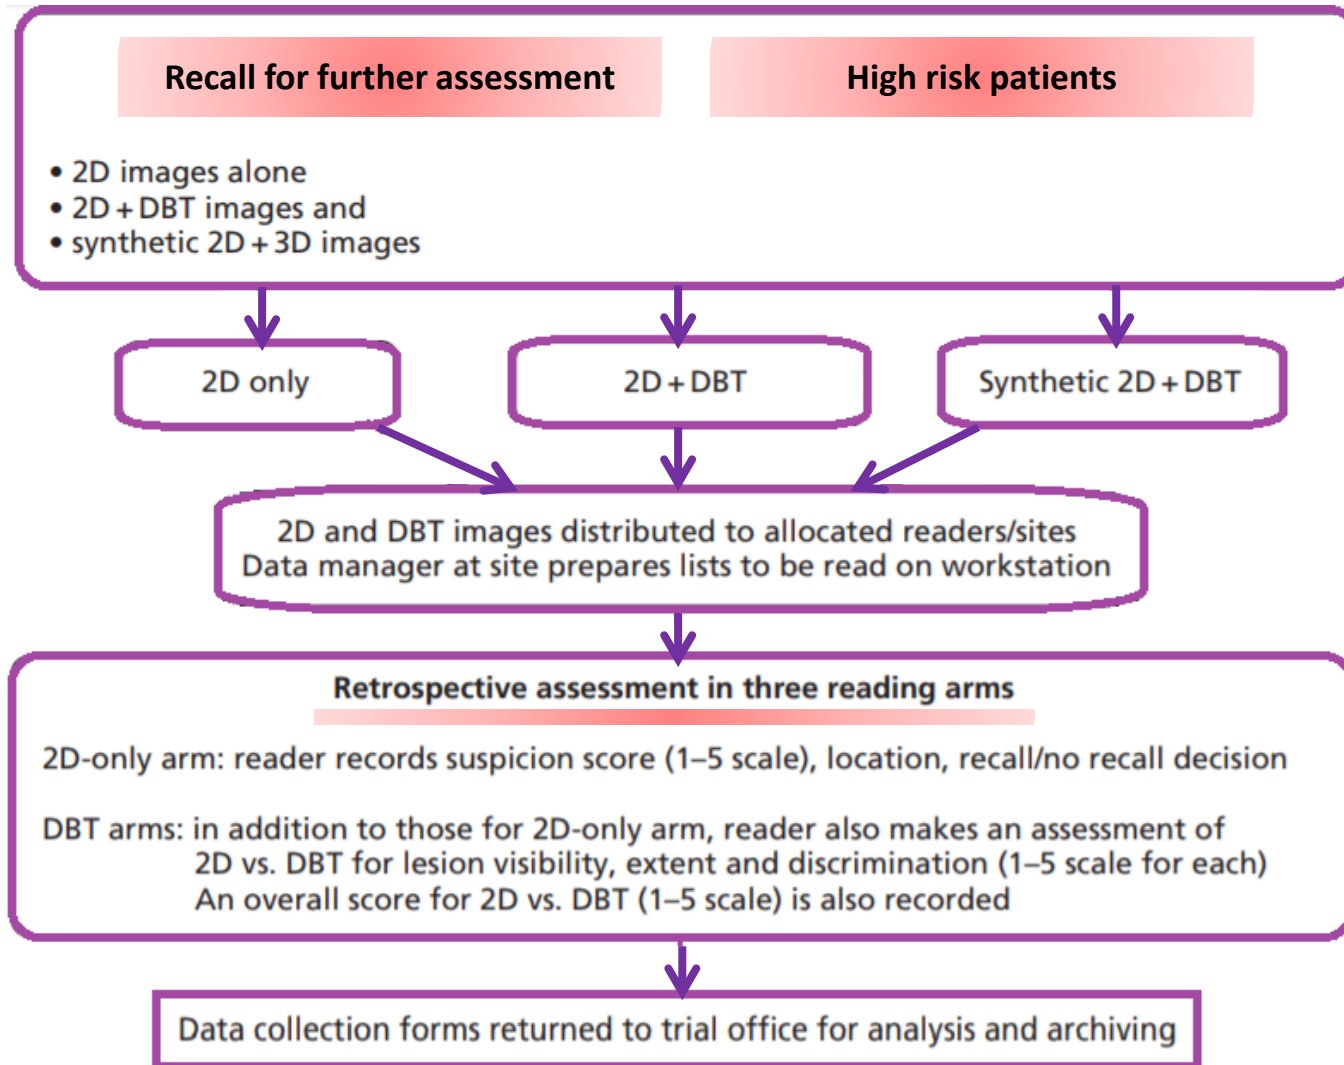 Recall for further assessment
High risk patients
• 2D images alone
• 2D + DBT images and
• synthetic 2D + 3D images
2D only
2D + DBT
Synthetic 2D + DBT
2D and DBT images distributed to allocated readers/sites
Data manager at site prepares lists to be read on workstation
Retrospective assessment in three reading arms
2D-only arm: reader records suspicion score (1–5 scale), location, recall/no recall decision
DBT arms: in addition to those for 2D-only arm, reader also makes an assessment of
2D vs. DBT for lesion visibility, extent and discrimination (1–5 scale for each)
An overall score for 2D vs. DBT (1–5 scale) is also recorded
Data collection forms returned to trial office for analysis and archiving